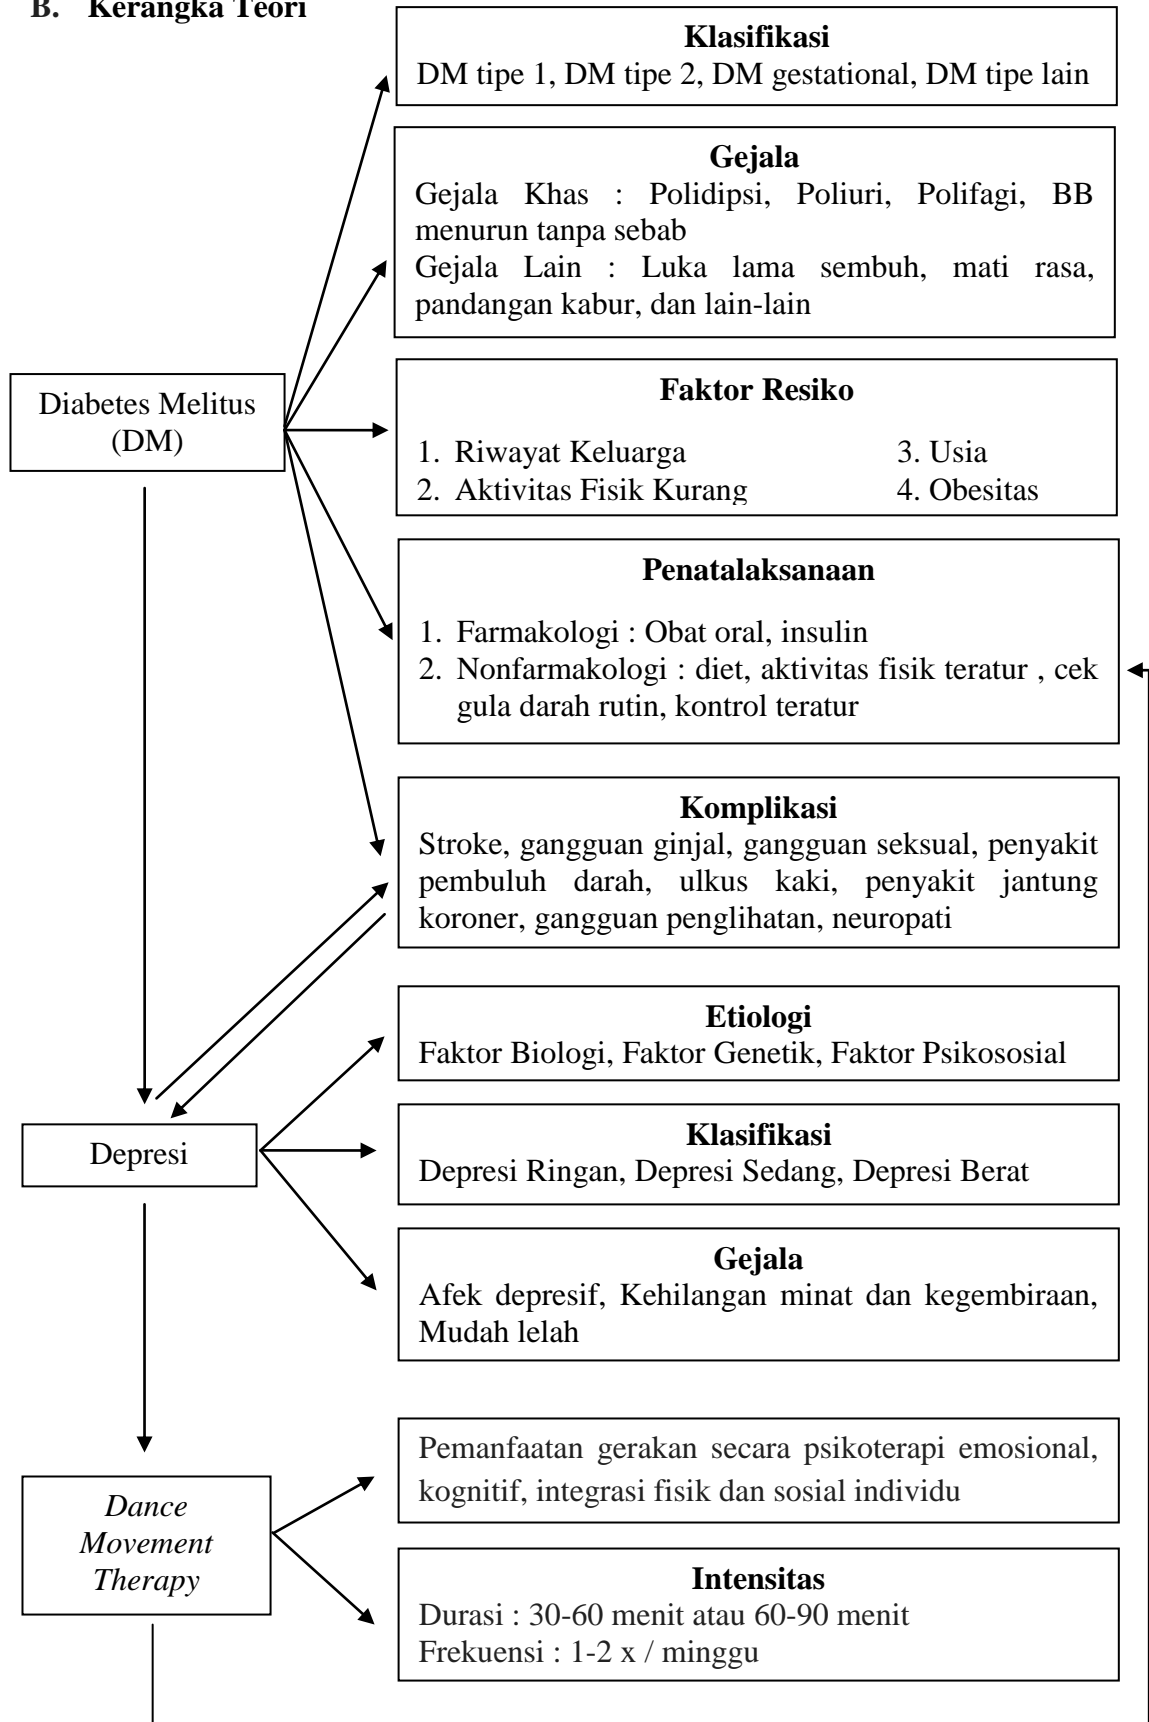 B. Kerangka Teori
Klasifikasi
DM tipe 1, DM tipe 2, DM gestational, DM tipe lain
Gejala
Gejala Khas : Polidipsi, Poliuri, Polifagi, BB
menurun tanpa sebab
Gejala Lain : Luka lama sembuh, mati rasa,
pandangan kabur, dan lain-lain
Diabetes Melitus
(DM)
Faktor Resiko
1. Riwayat Keluarga 3. Usia
2. Aktivitas Fisik Kurang 4. Obesitas
Penatalaksanaan
1. Farmakologi : Obat oral, insulin
2. Nonfarmakologi : diet, aktivitas fisik teratur , cek
gula darah rutin, kontrol teratur
Komplikasi
Stroke, gangguan ginjal, gangguan seksual, penyakit
pembuluh darah, ulkus kaki, penyakit jantung
koroner, gangguan penglihatan, neuropati
Etiologi
Faktor Biologi, Faktor Genetik, Faktor Psikososial
Depresi
Klasifikasi
Depresi Ringan, Depresi Sedang, Depresi Berat
Gejala
Afek depresif, Kehilangan minat dan kegembiraan,
Mudah lelah
Dance
Movement
Therapy
Pemanfaatan gerakan secara psikoterapi emosional,
kognitif, integrasi fisik dan sosial individu
Intensitas
Durasi : 30-60 menit atau 60-90 menit
Frekuensi : 1-2 x / minggu